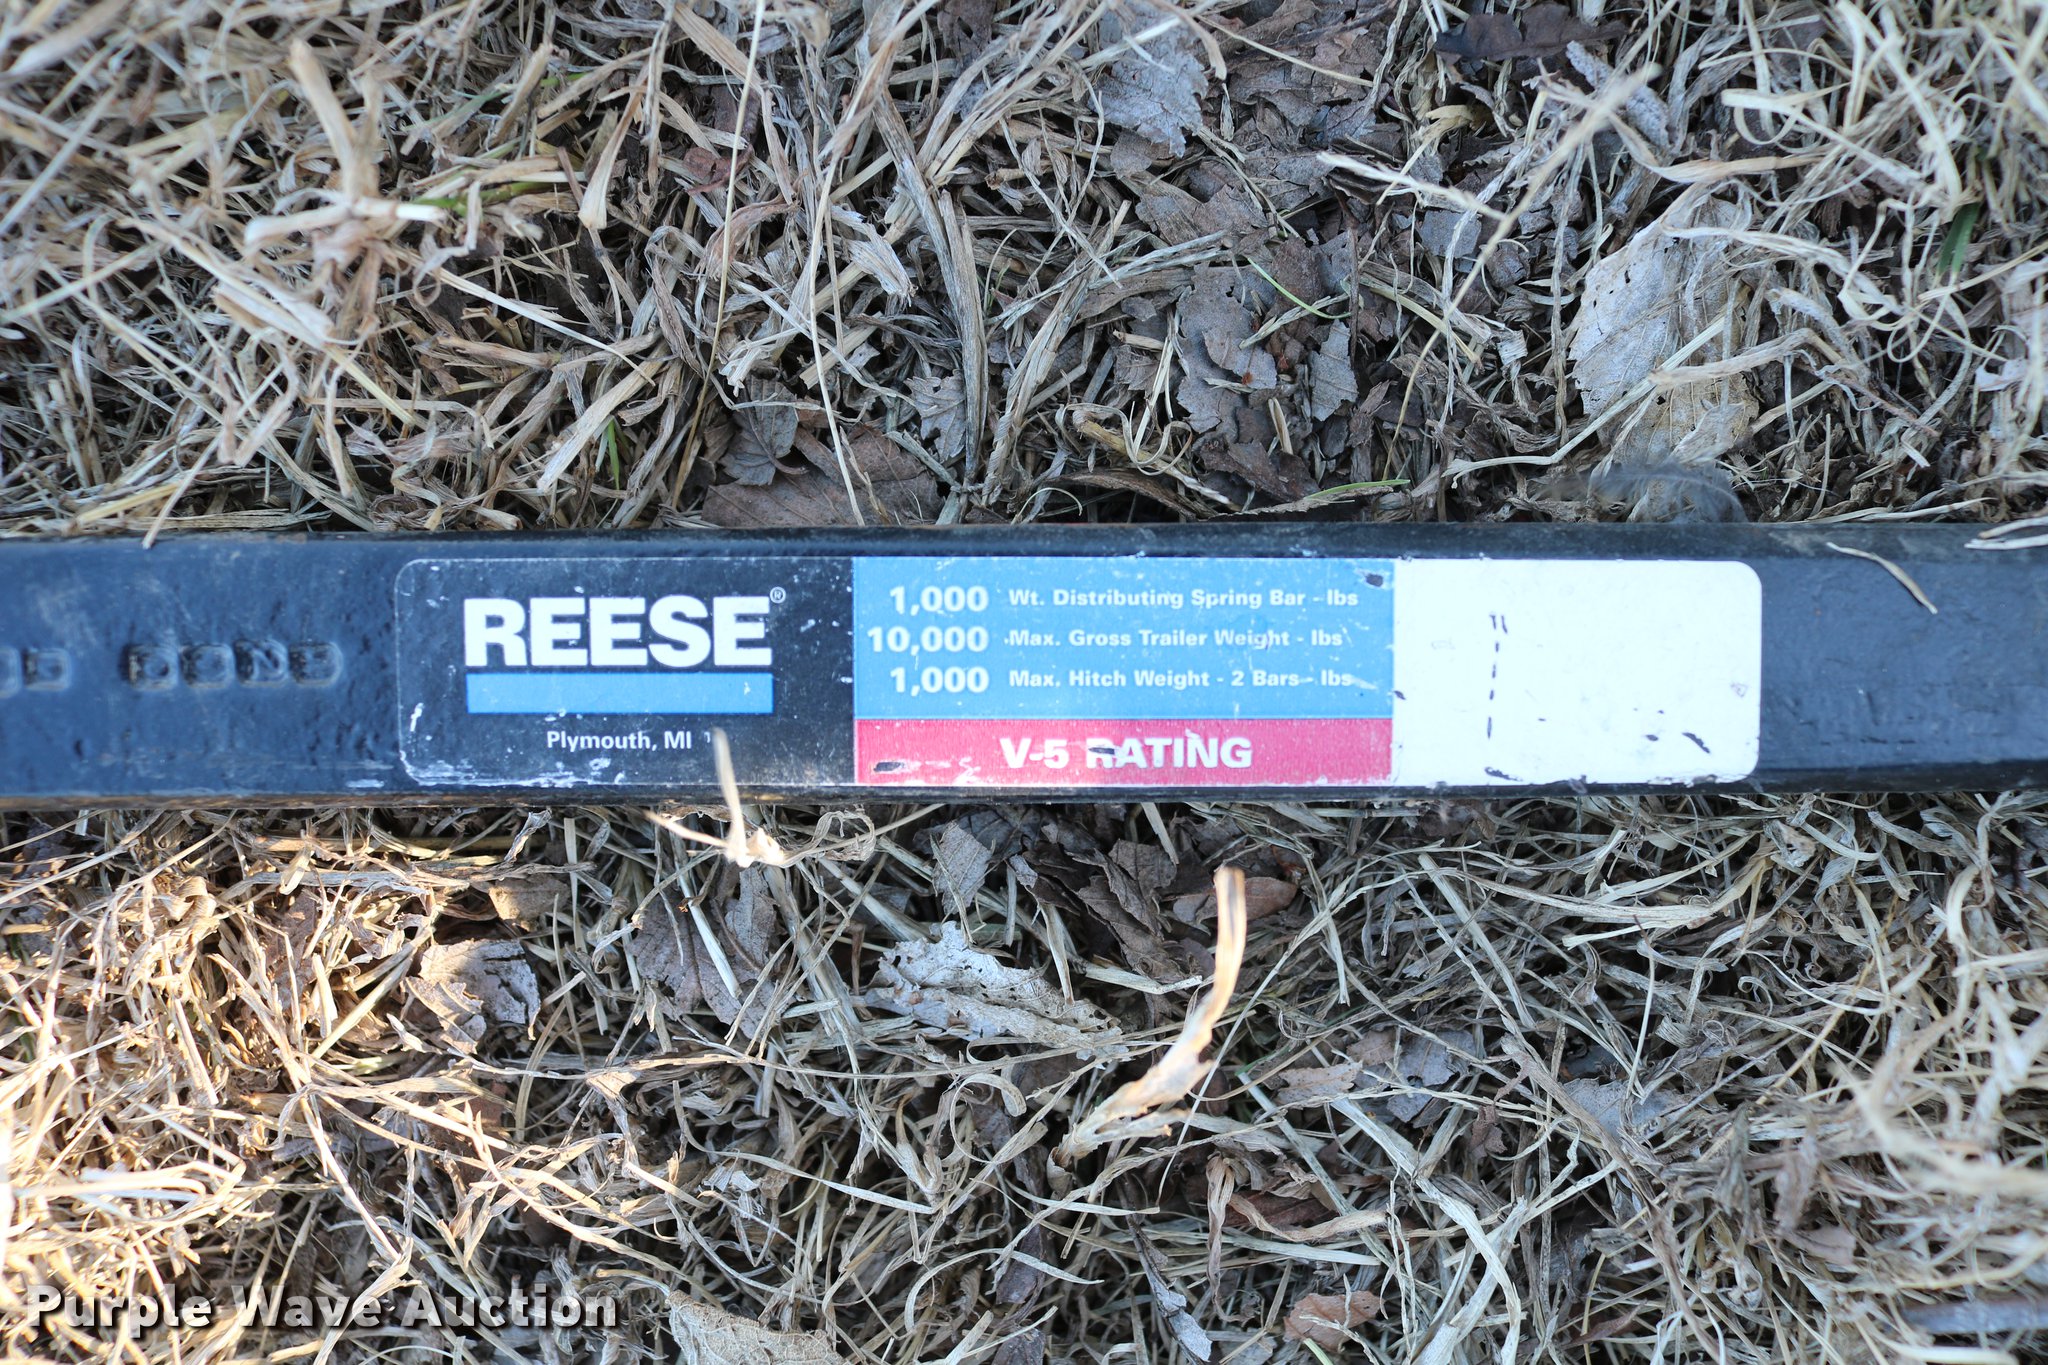 REESE®
Plymouth, MI
1,000 Wt. Distributing Spring Bar - lbs
10,000 Max. Gross Trailer Weight - lbs
1,000 Max. Hitch Weight - 2 Bars - lbs
V-5 RATING
Purple Wave Auction